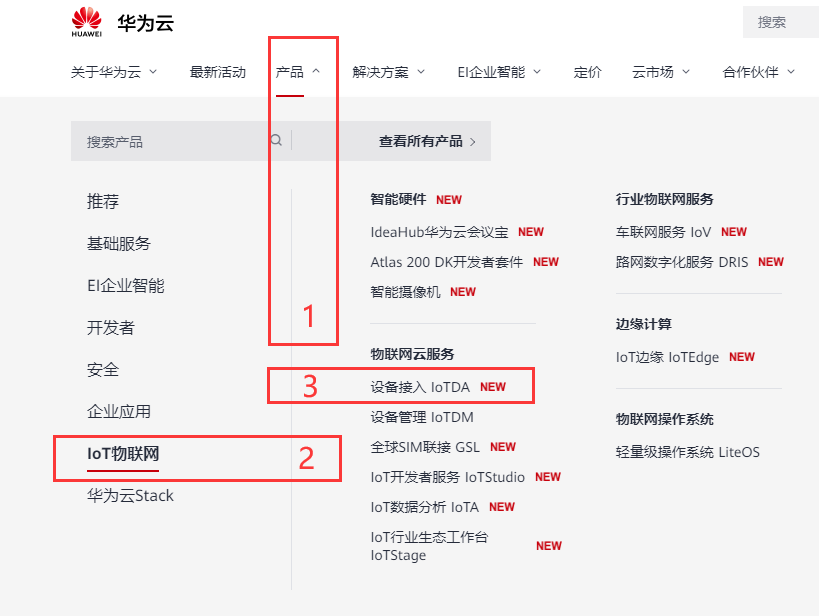 HUAWEI
华为云
搜索
关于华为云
最新活动
产品
解决方案
EI企业智能
定价
云市场
合作伙伴
搜索产品
查看所有产品
推荐
基础服务
EI企业智能
开发者
安全
企业应用
IoT物联网
华为云Stack
1
2
3
智能硬件 NEW
IdeaHub华为云会议宝 NEW
Atlas 200 DK开发者套件 NEW
智能摄像机 NEW
物联网云服务
设备接入 IoTDA NEW
设备管理 IoTDM
全球SIM联接 GSL NEW
IoT开发者服务 IoTStudio NEW
IoT数据分析 IoTA NEW
IoT行业生态工作台
IoTStage NEW
行业物联网服务
车联网服务 IoV NEW
路网数字化服务 DRIS NEW
边缘计算
IoT边缘 IoTEdge NEW
物联网操作系统
轻量级操作系统 LiteOS